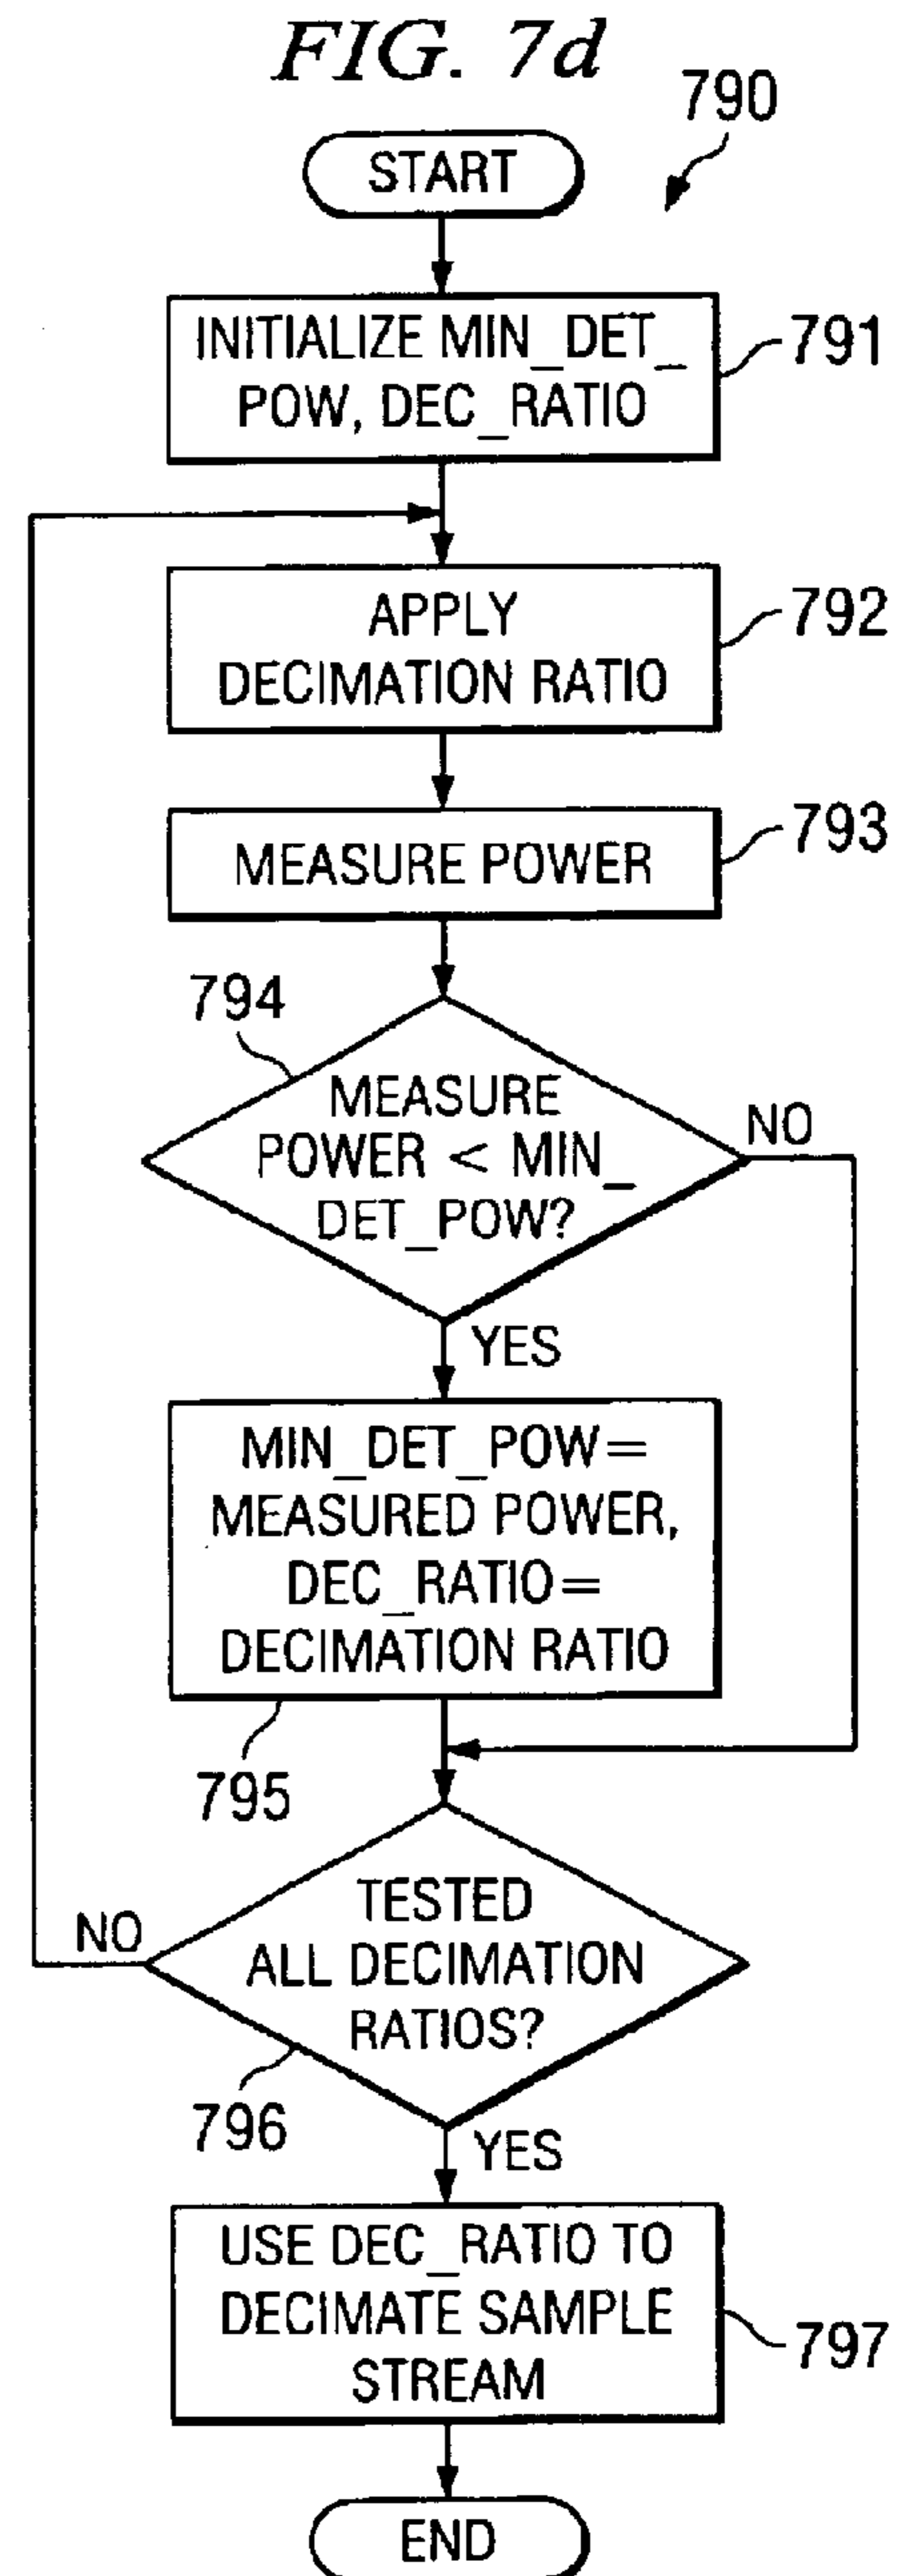 FIG. 7d
790
START
INITIALIZE MIN_DET_
POW, DEC_RATIO
791
APPLY
DECIMATION RATIO
792
MEASURE POWER
793
794
MEASURE
POWER < MIN_
DET_POW?
NO
YES
MIN_DET_POW=
MEASURED POWER,
DEC_RATIO=
DECIMATION RATIO
795
TESTED
ALL DECIMATION
RATIOS?
NO
796
YES
USE DEC_RATIO TO
DECIMATE SAMPLE
STREAM
797
END